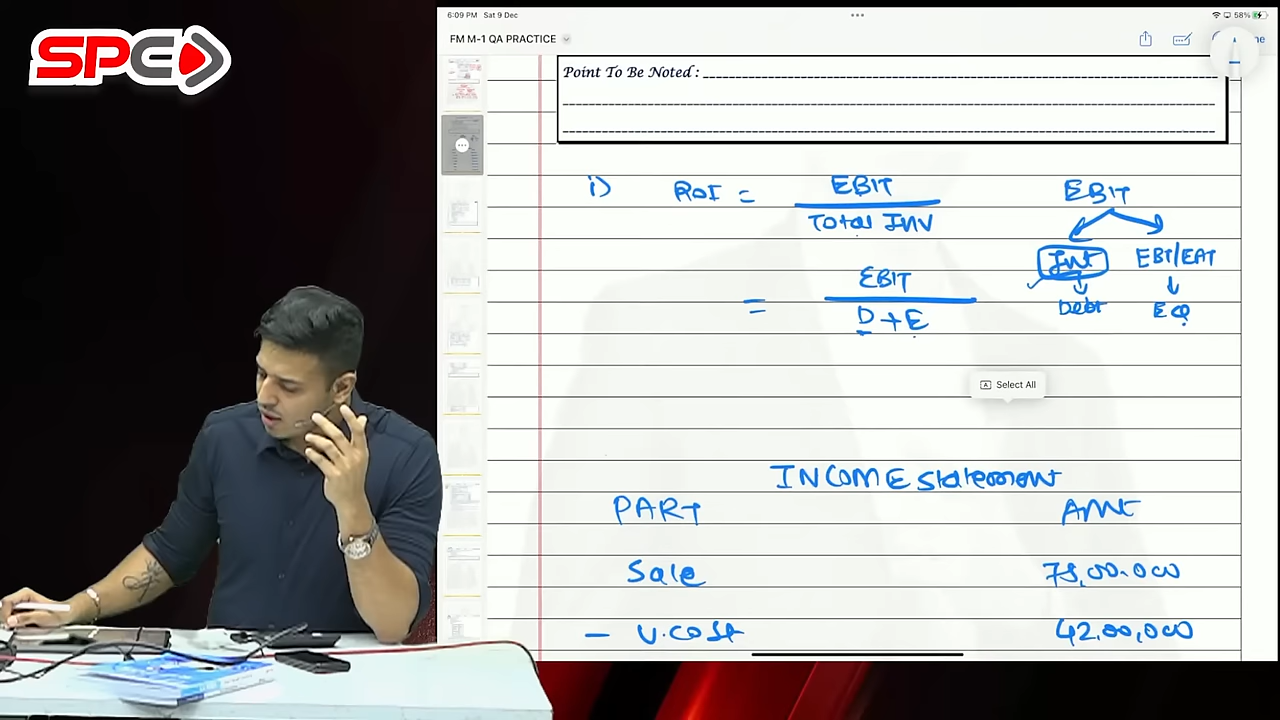 SPC
6:09 PM Sat 9 Dec
58%
FM M-1 QA PRACTICE
Point To Be Noted :
i) ROI = EBIT / Total INV
EBIT
Int
EBT/EAT
Debt
EQ
= EBIT / D + E
Select All
INCOME Statement
PART AMt
Sale 75,00.000
- V.Cost 42,00,000